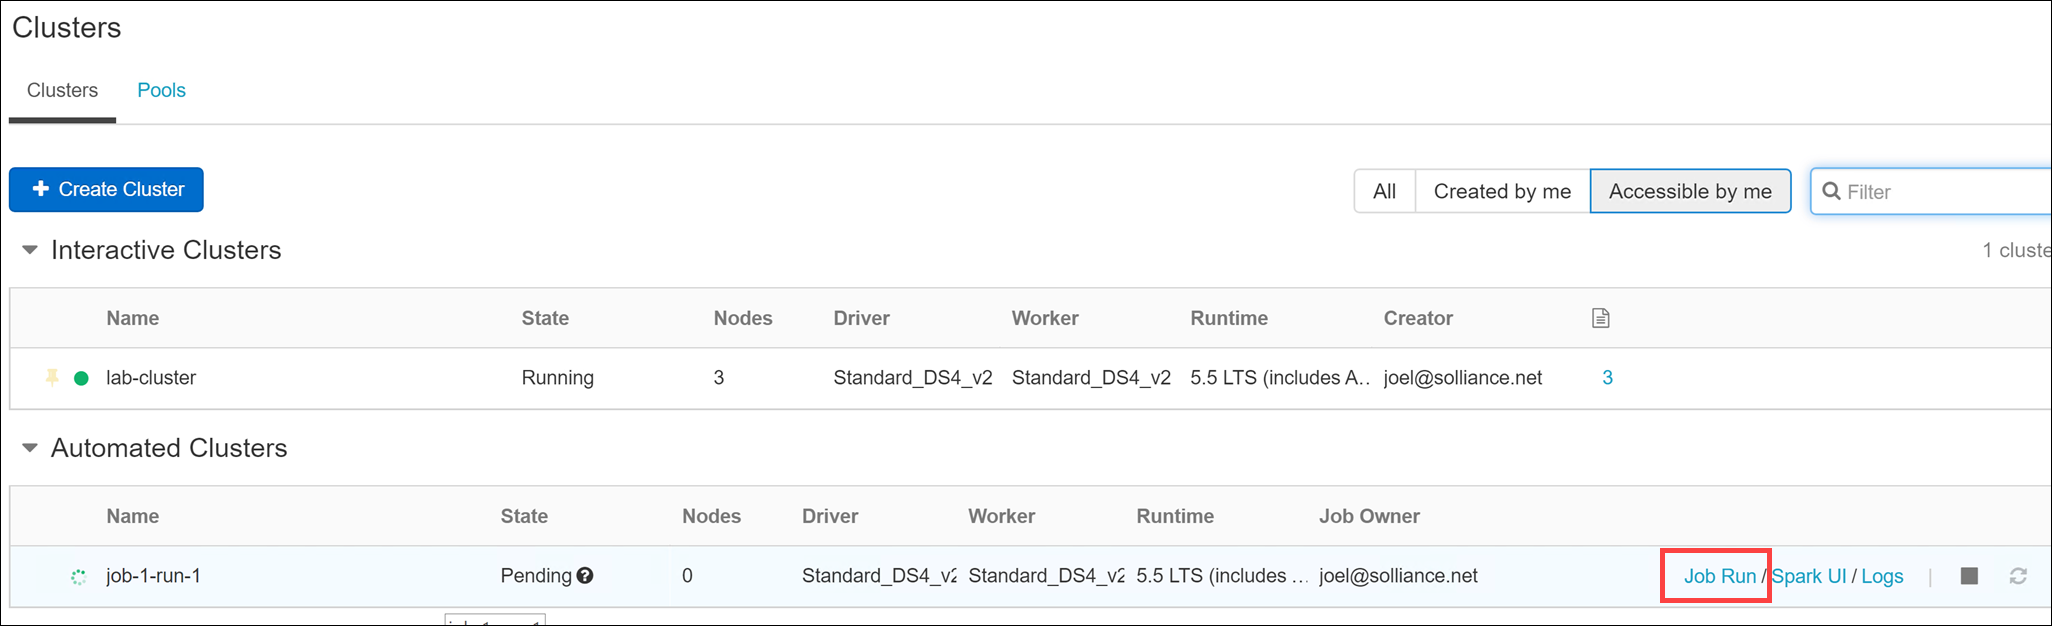 Clusters
Clusters Pools
Create Cluster All Created by me Accessible by me Filter
Interactive Clusters 1
Name State Nodes Driver Worker Runtime Creator
lab-cluster Running 3 Standard_DS4_v2 Standard_DS4_v2 5.5 LTS (includes A... joel@solliance.net 3
Automated Clusters
Name State Nodes Driver Worker Runtime Job Owner
job-1-run-1 Pending 0 Standard_DS4_v2 Standard_DS4_v2 5.5 LTS (includes ... joel@solliance.net Job Run / Spark UI / Logs |